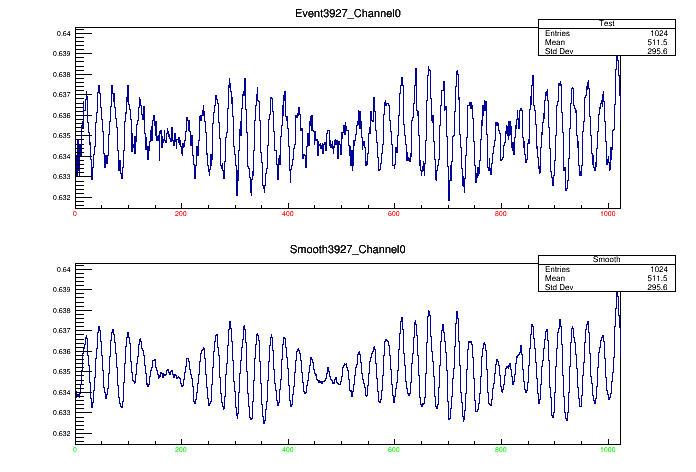 Event3927_Channel0
Test
Entries 1024
Mean 511.5
Std Dev 295.6
0.64
0.639
0.638
0.637
0.636
0.635
0.634
0.633
0.632
0 200 400 600 800 1000
Smooth3927_Channel0
Smooth
Entries 1024
Mean 511.5
Std Dev 295.6
0.64
0.639
0.638
0.637
0.636
0.635
0.634
0.633
0.632
0 200 400 600 800 1000